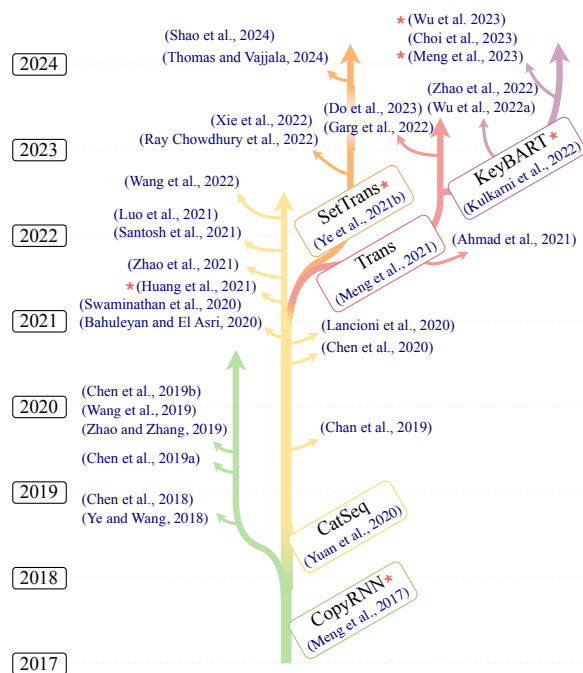 (Shao et al., 2024)
(Thomas and Vajjala, 2024)
* (Wu et al. 2023)
(Choi et al., 2023)
* (Meng et al., 2023)
2024
(Zhao et al., 2022)
(Wu et al., 2022a)
(Do et al., 2023)
(Garg et al., 2022)
(Xie et al., 2022)
(Ray Chowdhury et al., 2022)
2023
KeyBART*
(Kulkarni et al., 2022)
(Wang et al., 2022)
SetTrans*
(Ye et al., 2021b)
(Luo et al., 2021)
(Santosh et al., 2021)
2022
Trans
(Meng et al., 2021)
(Ahmad et al., 2021)
(Zhao et al., 2021)
* (Huang et al., 2021)
(Swaminathan et al., 2020)
(Bahuleyan and El Asri, 2020)
2021
(Lancioni et al., 2020)
(Chen et al., 2020)
2020
(Chen et al., 2019b)
(Wang et al., 2019)
(Zhao and Zhang, 2019)
(Chan et al., 2019)
(Chen et al., 2019a)
2019
(Chen et al., 2018)
(Ye and Wang, 2018)
CatSeq
(Yuan et al., 2020)
2018
CopyRNN*
(Meng et al., 2017)
2017